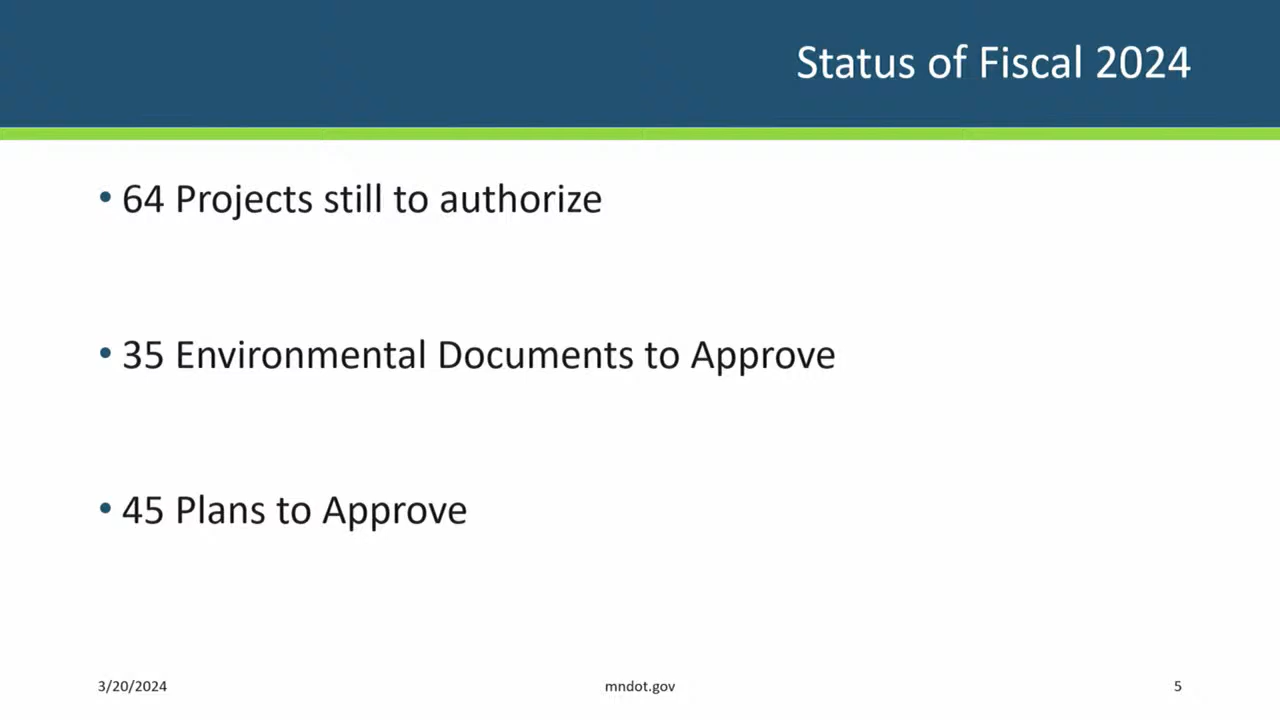 Status of Fiscal 2024
• 64 Projects still to authorize
• 35 Environmental Documents to Approve
• 45 Plans to Approve
3/20/2024 mndot.gov 5